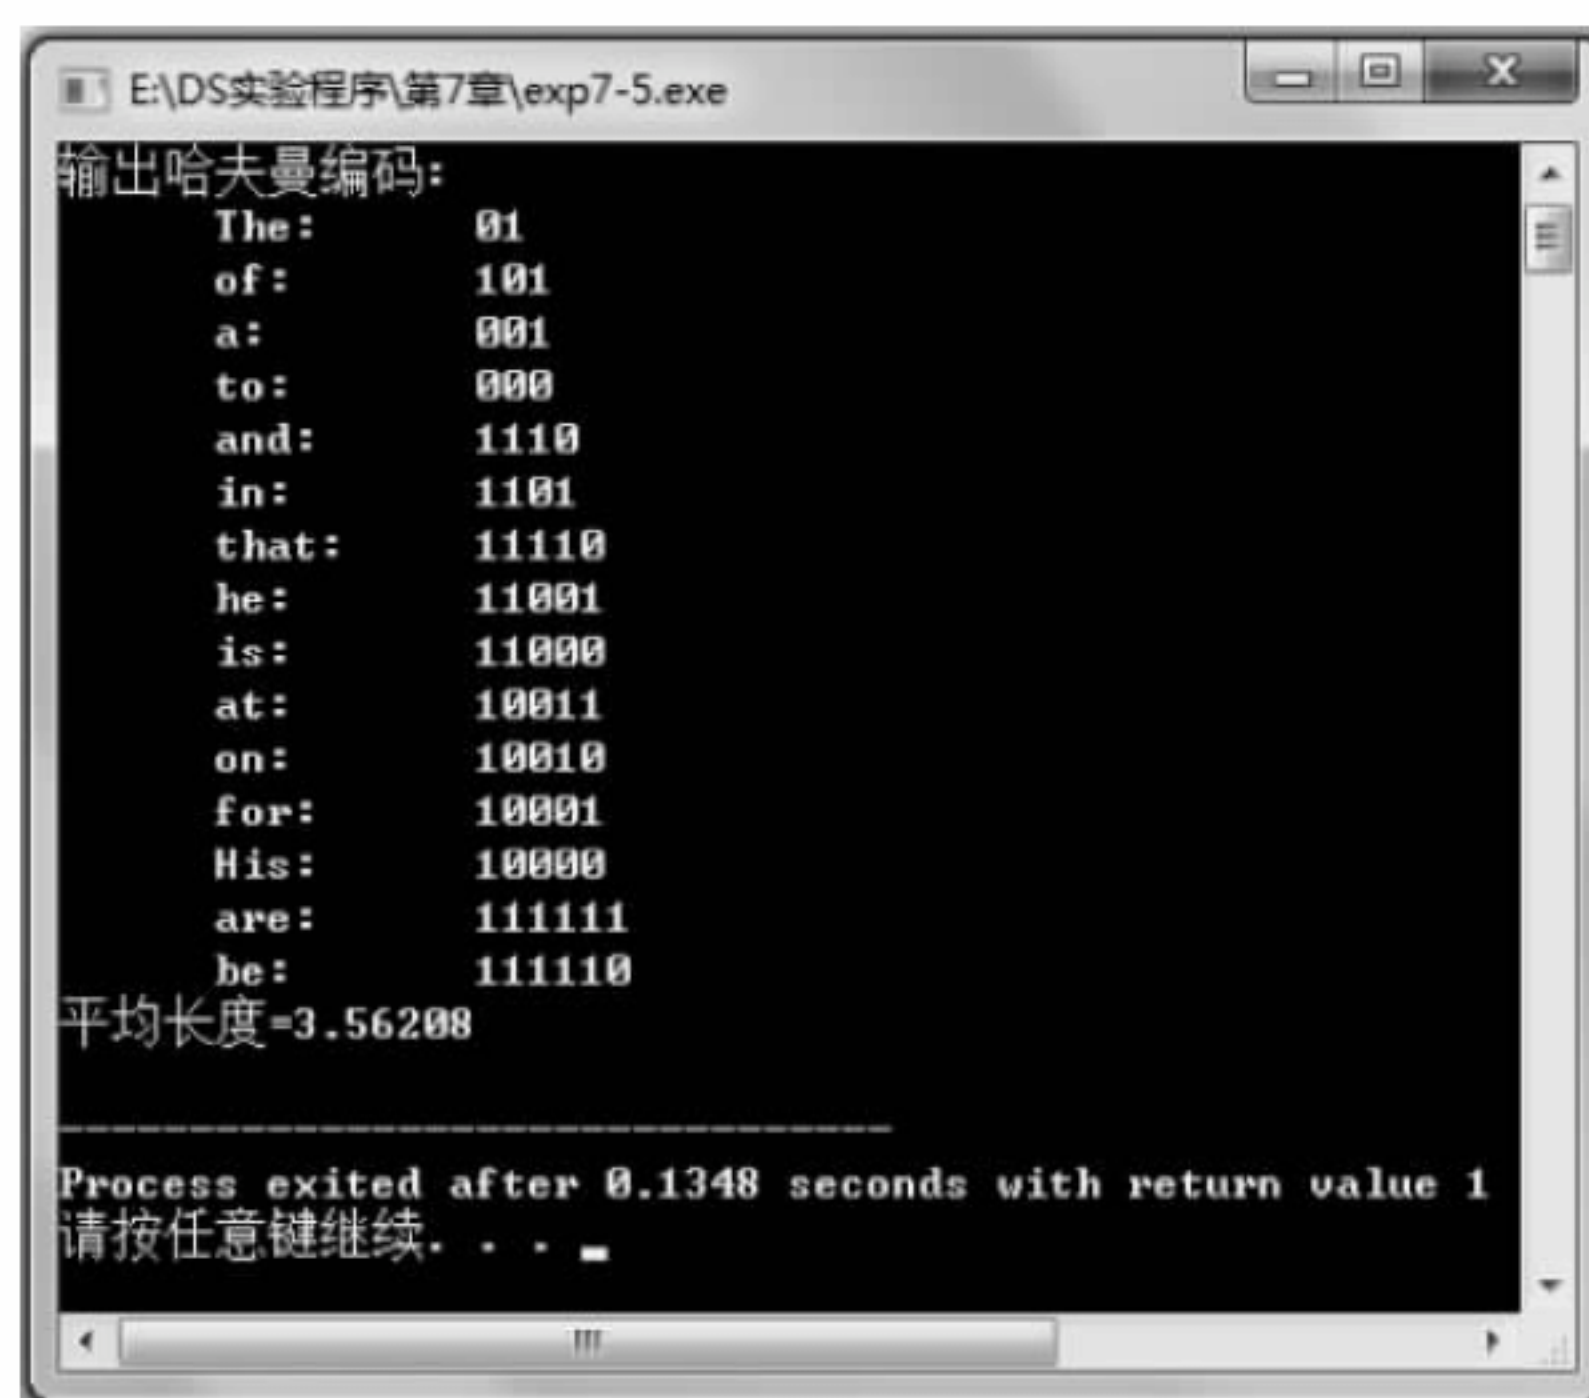 E:\DS实验程序\第7章\exp7-5.exe
输出哈夫曼编码:
The: 01
of: 101
a: 001
to: 000
and: 1110
in: 1101
that: 11110
he: 11001
is: 11000
at: 10011
on: 10010
for: 10001
His: 10000
are: 111111
be: 111110
平均长度=3.56208
--------------------------------
Process exited after 0.1348 seconds with return value 1
请按任意键继续. . .